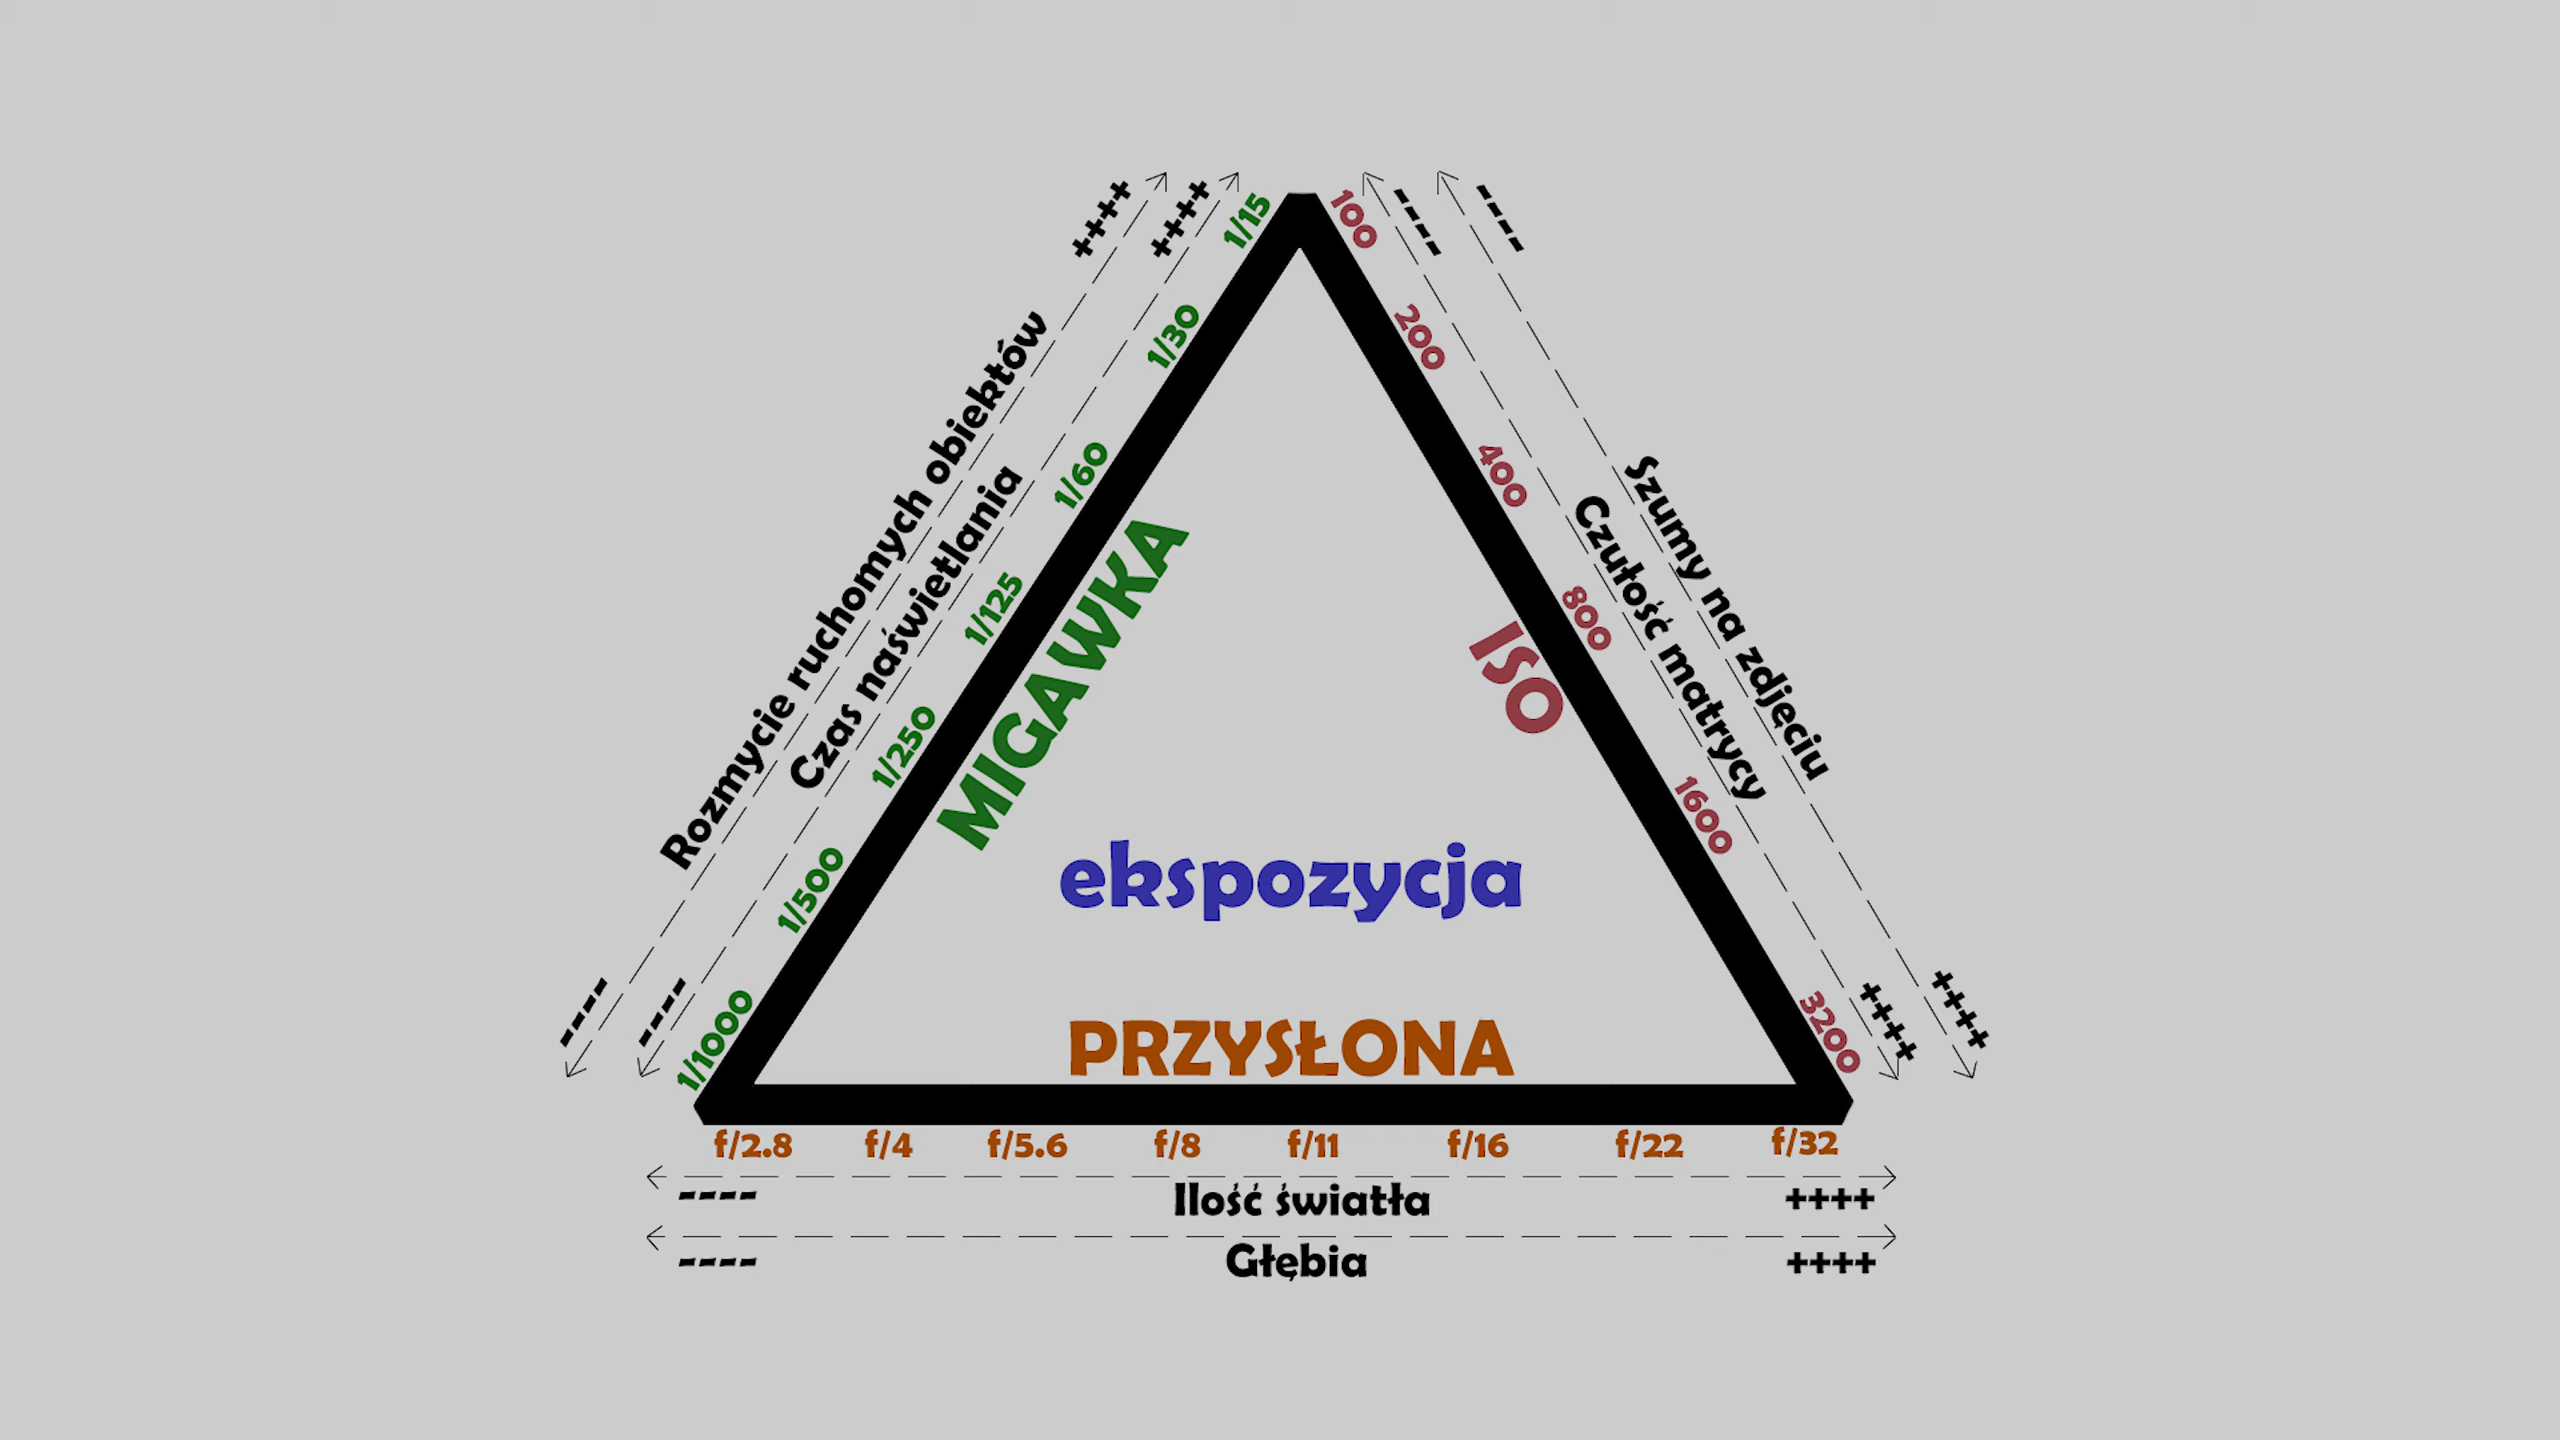 Rozmycie ruchomych obiektów
---- ++++
Czas naświetlania
---- ++++
1/15
1/30
1/60
1/125
1/250
1/500
1/1000
MIGAWKA
100
200
400
800
1600
3200
ISO
Czułość matrycy
---- ++++
Szumy na zdjęciu
---- ++++
ekspozycja
PRZYSŁONA
f/2.8 f/4 f/5.6 f/8 f/11 f/16 f/22 f/32
---- Ilość światła ++++
---- Głębia ++++